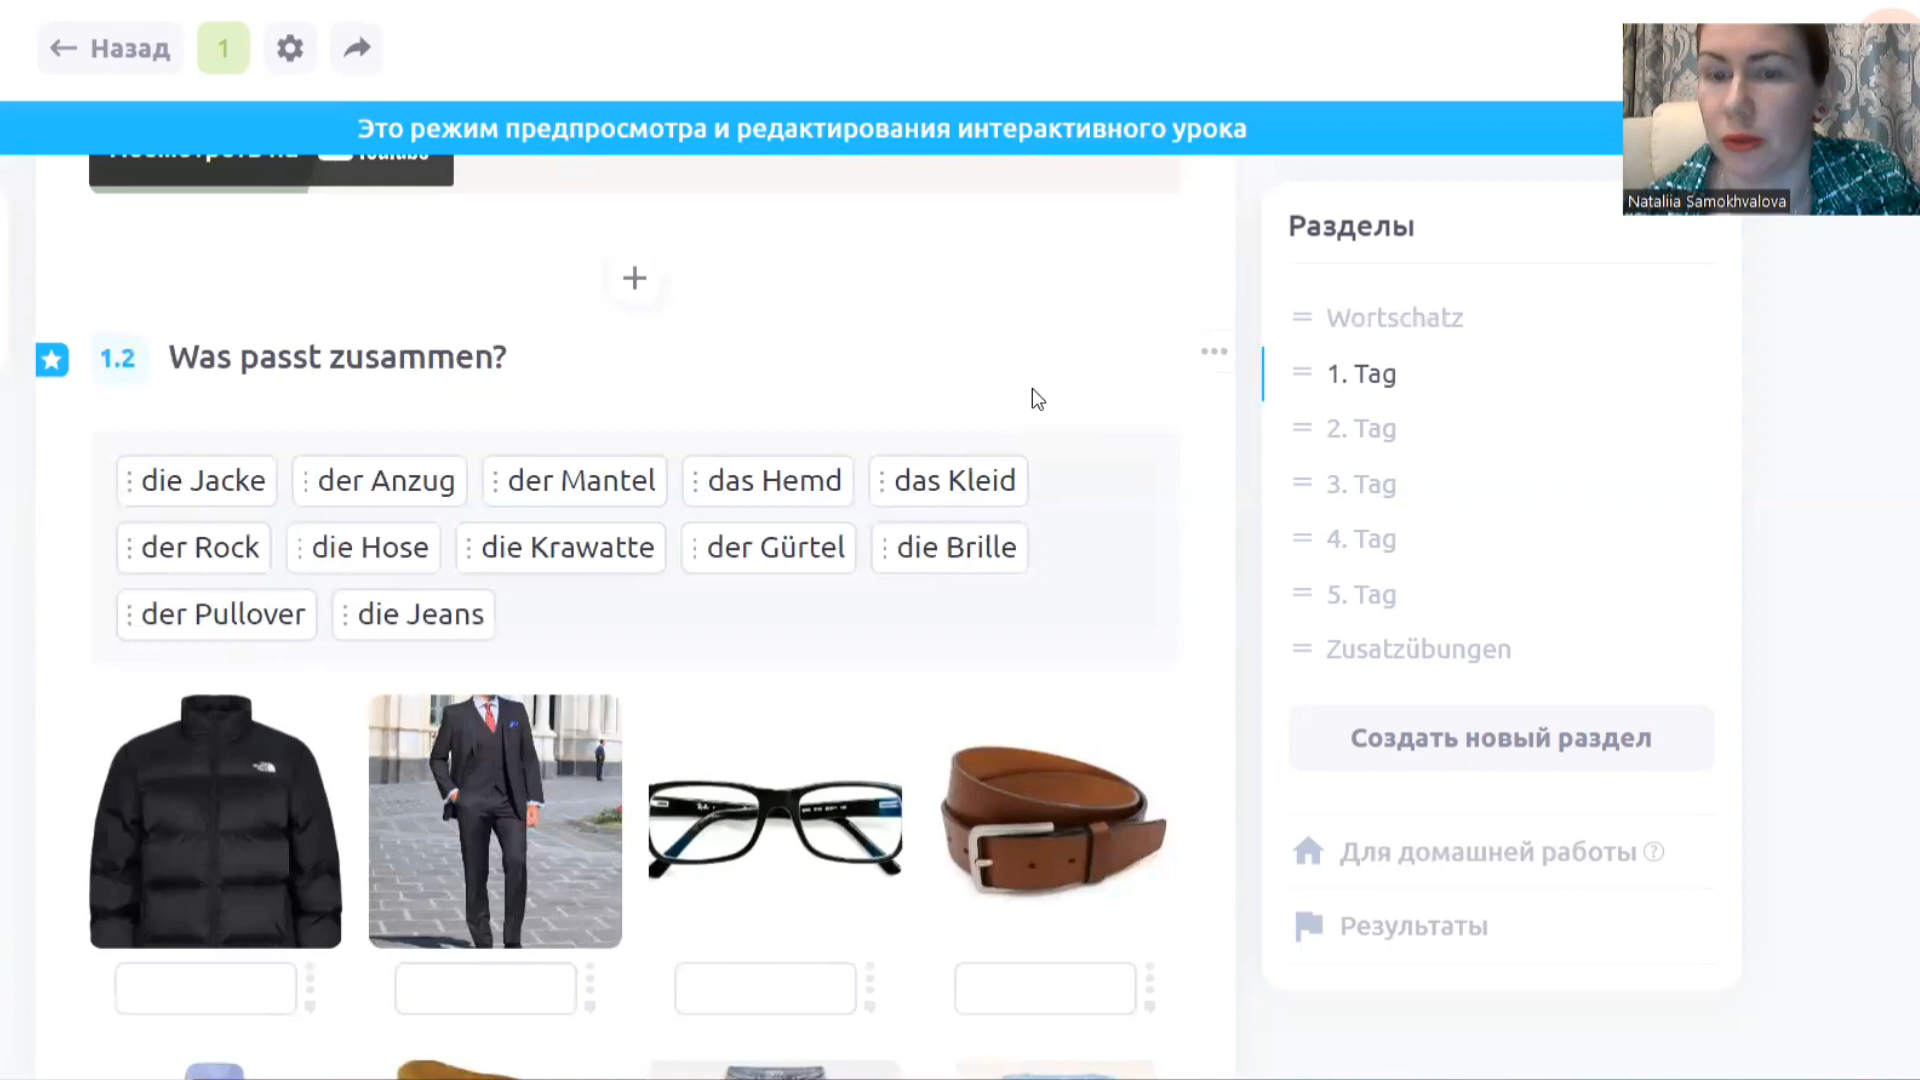 ← Назад 1
Это режим предпросмотра и редактирования интерактивного урока
Посмотреть на YouTube
Nataliia Samokhvalova
+
1.2 Was passt zusammen?
die Jacke
der Anzug
der Mantel
das Hemd
das Kleid
der Rock
die Hose
die Krawatte
der Gürtel
die Brille
der Pullover
die Jeans
Разделы
Wortschatz
1. Tag
2. Tag
3. Tag
4. Tag
5. Tag
Zusatzübungen
Создать новый раздел
Для домашней работы ?
Результаты